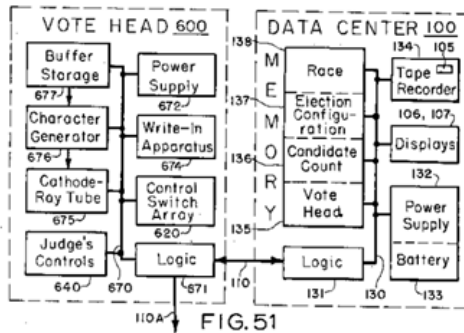 VOTE HEAD 600
Buffer Storage
677
Character Generator
676
Cathode-Ray Tube
675
Judge's Controls
640
670
Power Supply
672
Write-In Apparatus
674
Control Switch Array
620
Logic
671
110A
110
DATA CENTER 100
138
Race
137
Election Configuration
136
Candidate Count
135
Vote Head
MEMORY
Logic
131
130
134
105
Tape Recorder
106, 107
Displays
132
Power Supply
Battery
133
FIG. 51